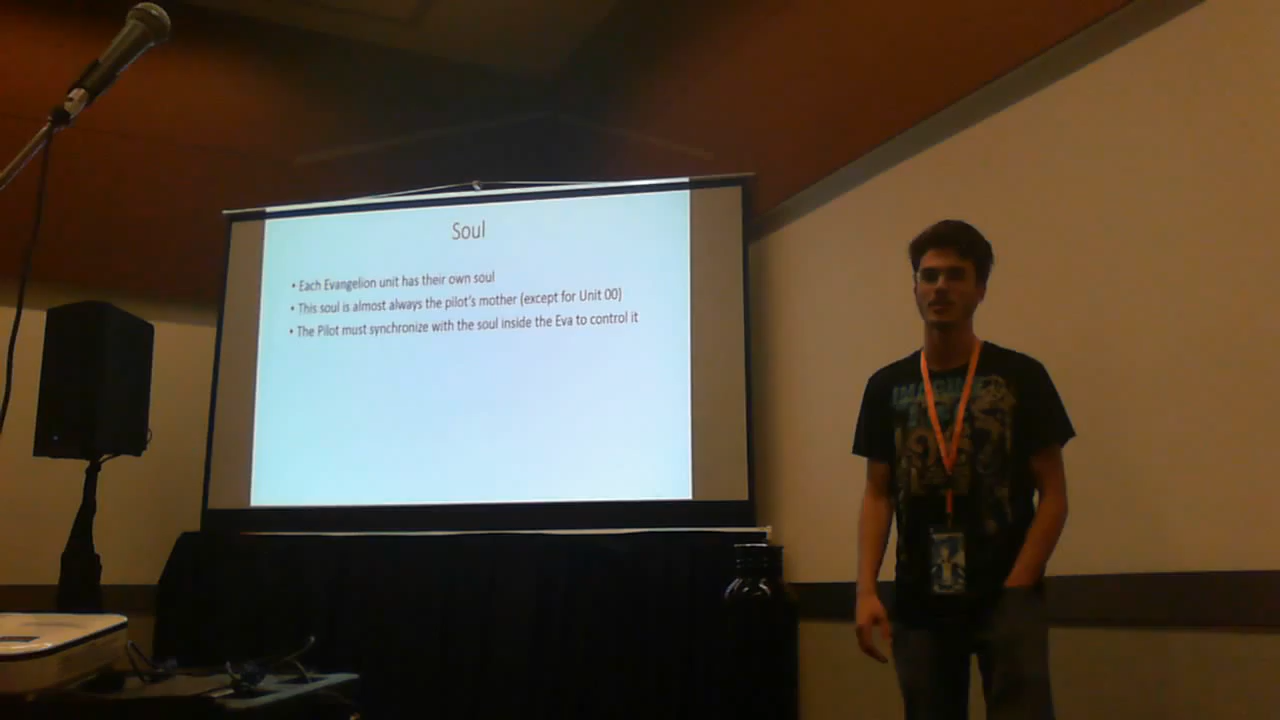 Soul
• Each Evangelion unit has their own soul
• This soul is almost always the pilot's mother (except for Unit 00)
• The Pilot must synchronize with the soul inside the Eva to control it
IMAGINE